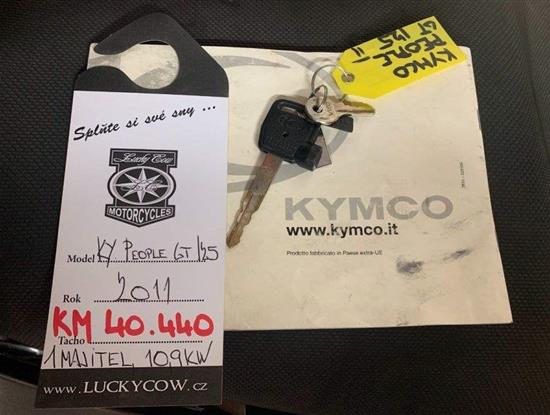 Splňte si své sny ...
Lucky Cow
MOTORCYCLES
Model KY PEOPLE GT 125
Rok 2011
KM 40.440
Tacho
1 MAJITEL, 10,9KW
WWW.LUCKYCOW.CZ
KYMCO
PEOPLE
GT 125
11
KYMCO
www.kymco.it
Prodotto fabbricato in Paese extra-UE